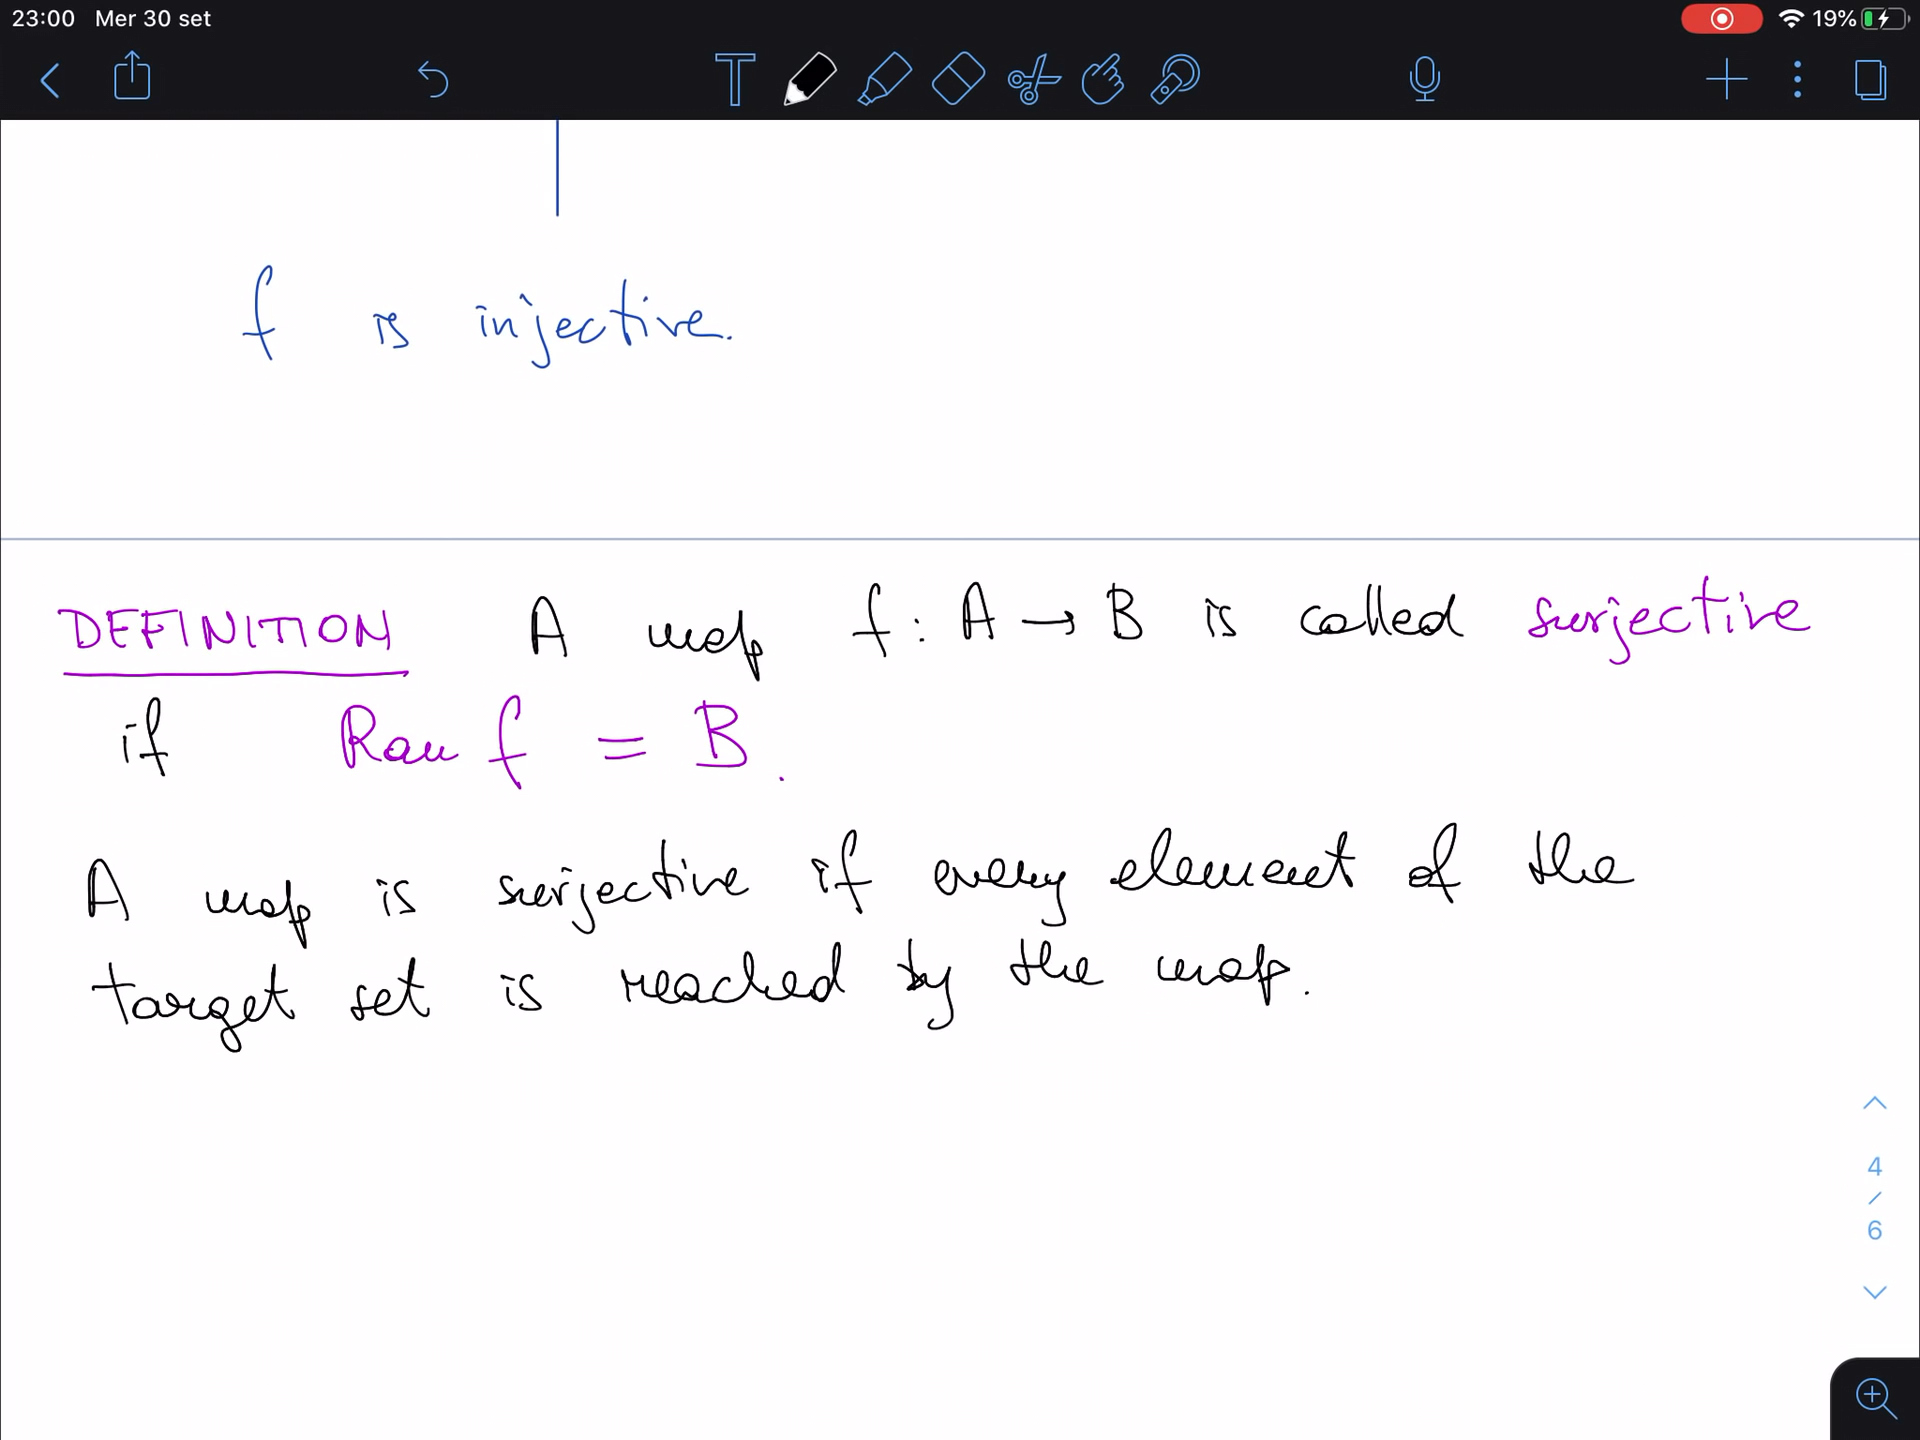 23:00 Mer 30 set 19%
f is injective.
DEFINITION A map f: A → B is called surjective
if Ran f = B.
A map is surjective if every element of the
target set is reached by the map.
4
/
6